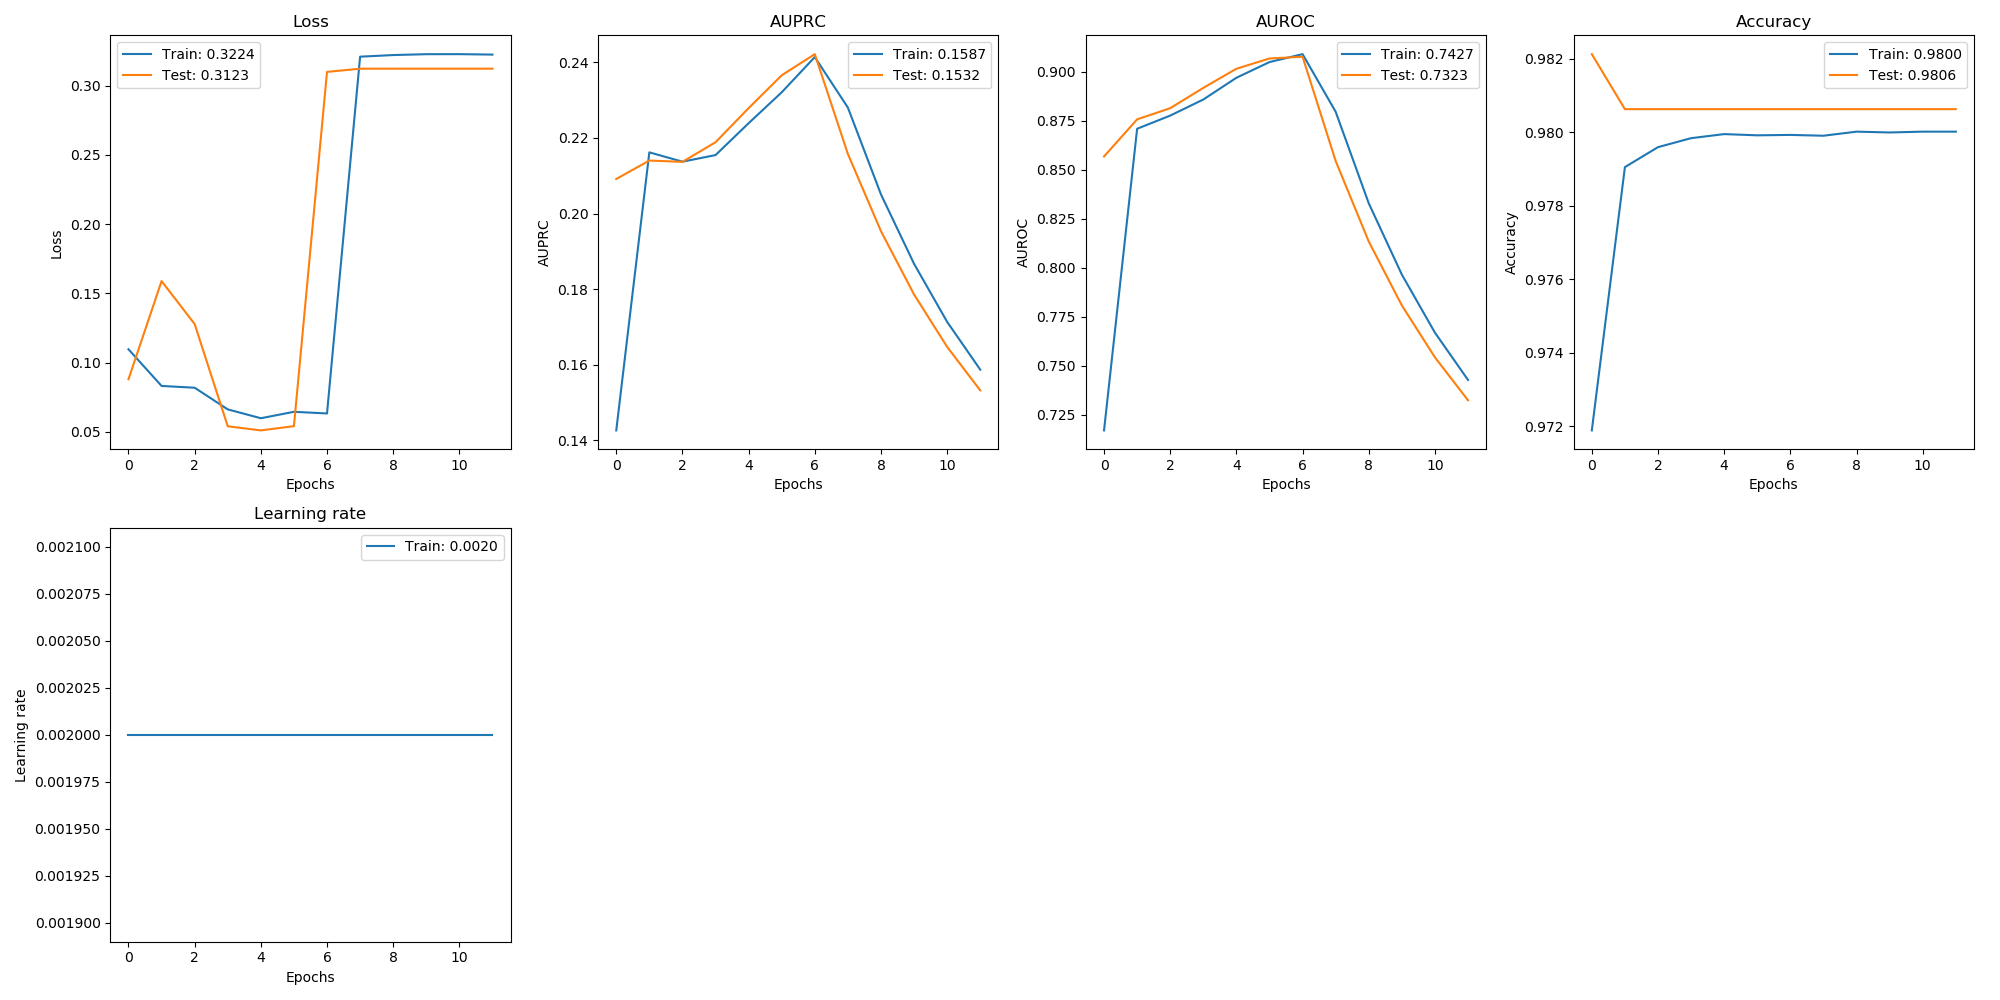 Loss
Train: 0.3224
Test: 0.3123
0.30
0.25
0.20
0.15
0.10
0.05
Loss
0 2 4 6 8 10
Epochs
AUPRC
Train: 0.1587
Test: 0.1532
0.24
0.22
0.20
0.18
0.16
0.14
AUPRC
0 2 4 6 8 10
Epochs
AUROC
Train: 0.7427
Test: 0.7323
0.900
0.875
0.850
0.825
0.800
0.775
0.750
0.725
AUROC
0 2 4 6 8 10
Epochs
Accuracy
Train: 0.9800
Test: 0.9806
0.982
0.980
0.978
0.976
0.974
0.972
Accuracy
0 2 4 6 8 10
Epochs
Learning rate
Train: 0.0020
0.002100
0.002075
0.002050
0.002025
0.002000
0.001975
0.001950
0.001925
0.001900
Learning rate
0 2 4 6 8 10
Epochs